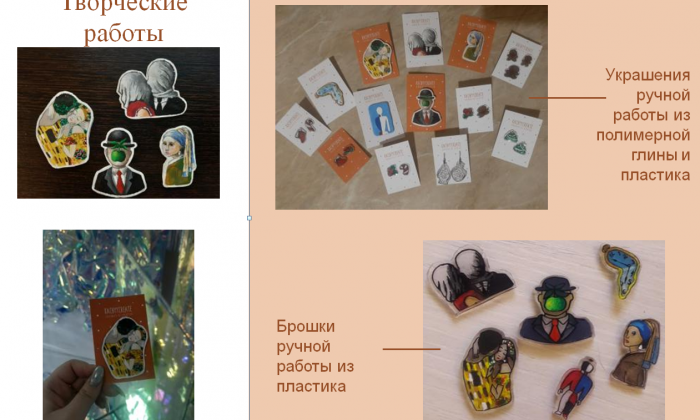 Творческие
работы
Украшения
ручной
работы из
полимерной
глины и
пластика
Брошки
ручной
работы из
пластика